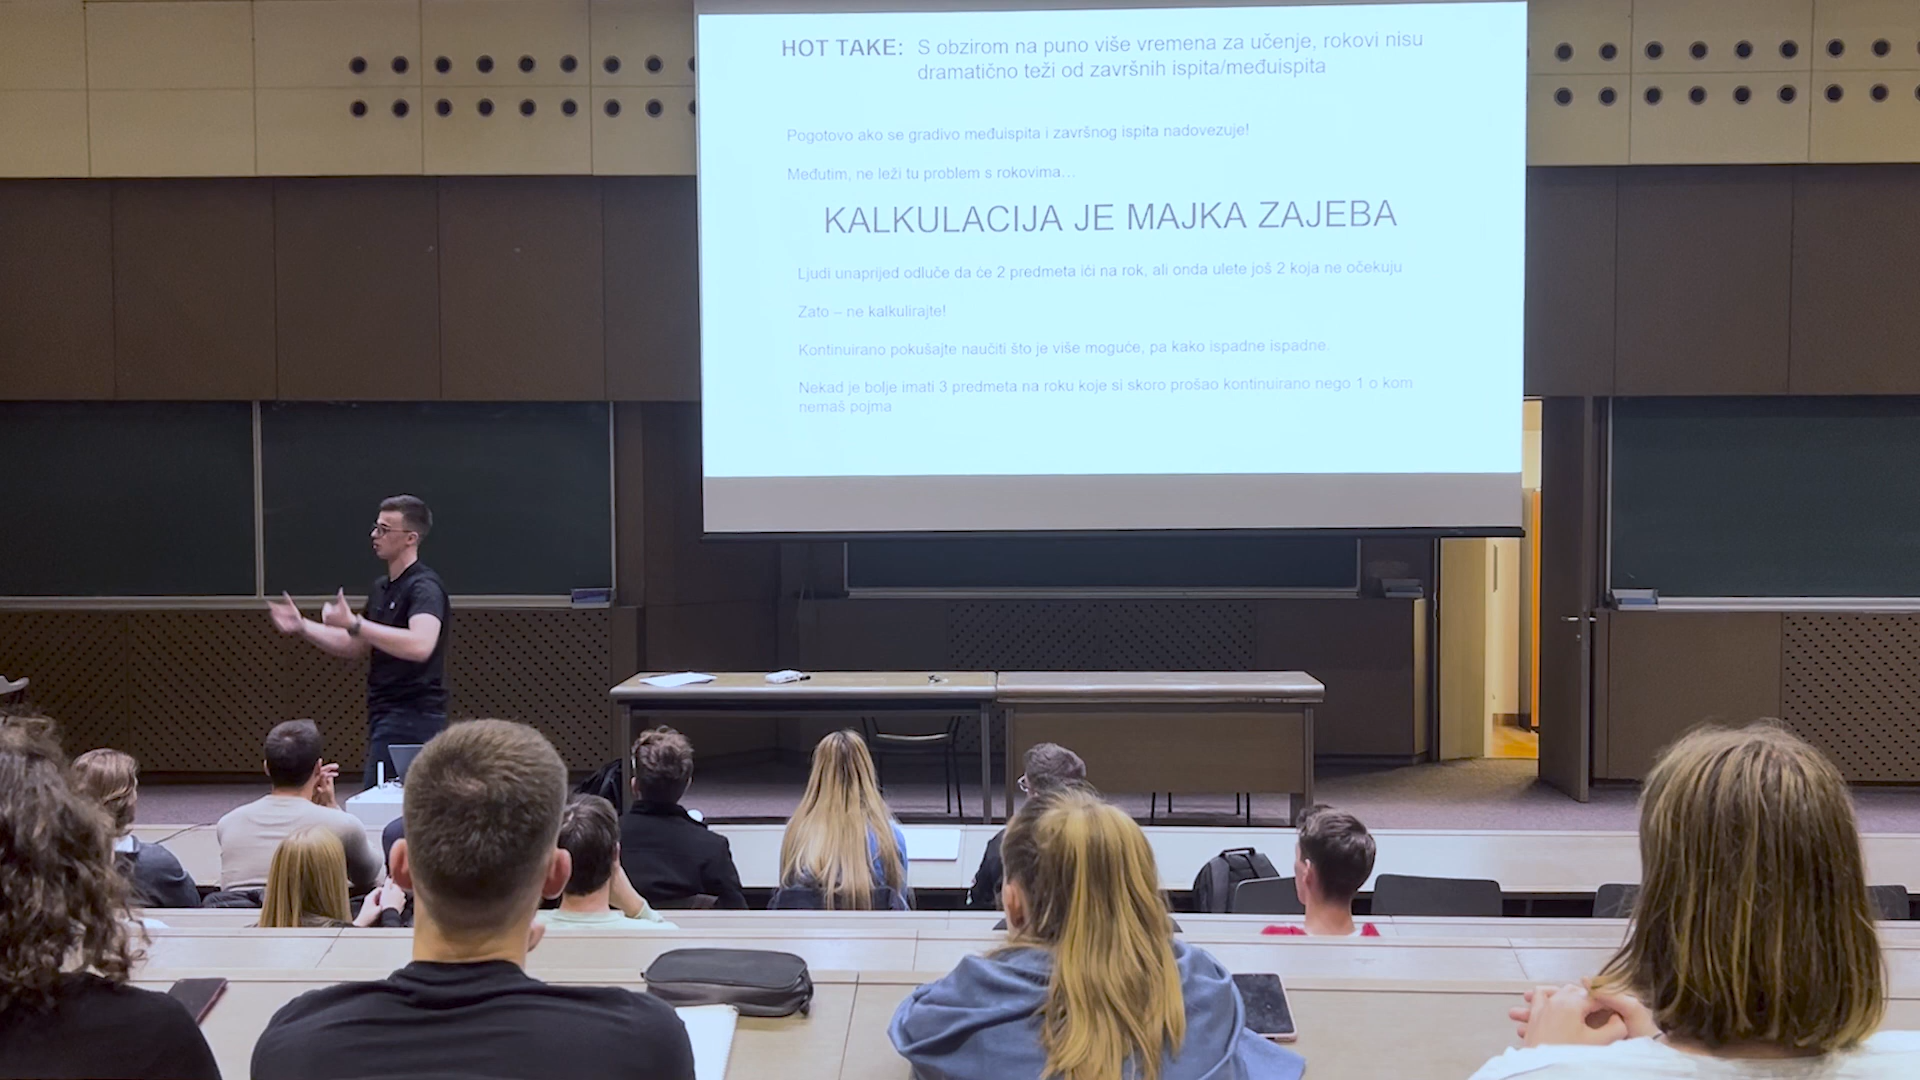 HOT TAKE: S obzirom na puno više vremena za učenje, rokovi nisu
dramatično teži od završnih ispita/međuispita
Pogotovo ako se gradivo međuispita i završnog ispita nadovezuje!
Međutim, ne leži tu problem s rokovima…
KALKULACIJA JE MAJKA ZAJEBA
Ljudi unaprijed odluče da će 2 predmeta ići na rok, ali onda ulete još 2 koja ne očekuju
Zato – ne kalkulirajte!
Kontinuirano pokušajte naučiti što je više moguće, pa kako ispadne ispadne.
Nekad je bolje imati 3 predmeta na roku koje si skoro prošao kontinuirano nego 1 o kom
nemaš pojma